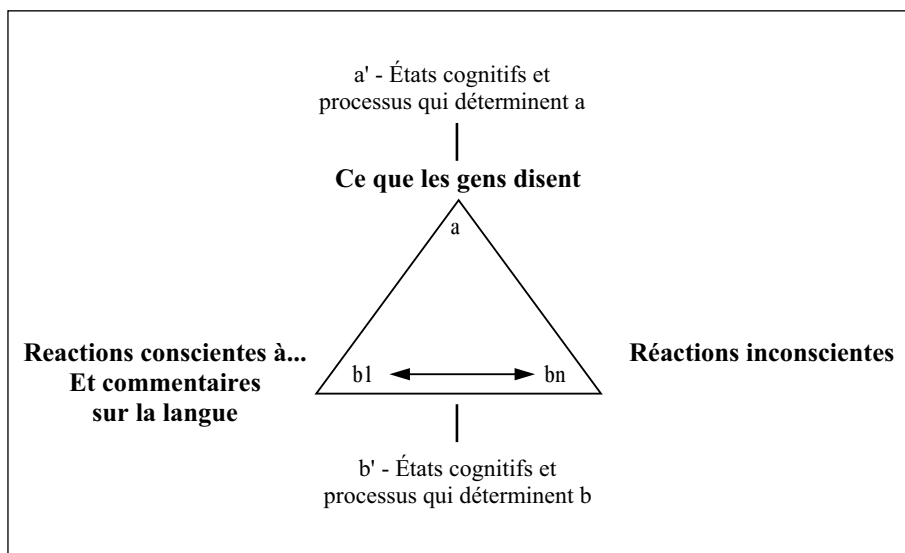 a' - États cognitifs et
processus qui déterminent a
Ce que les gens disent
a
Reactions conscientes à...
Et commentaires
sur la langue
b1
bn
Réactions inconscientes
b' - États cognitifs et
processus qui déterminent b